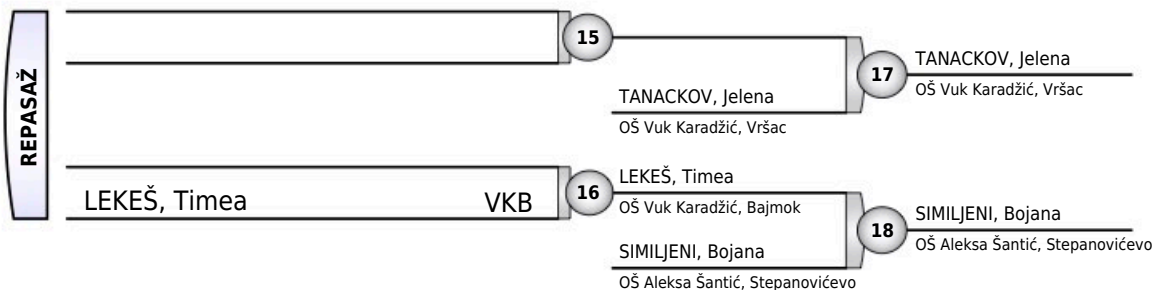 REPASAŽ
15
TANACKOV, Jelena
OŠ Vuk Karadžić, Vršac
17
TANACKOV, Jelena
OŠ Vuk Karadžić, Vršac
LEKEŠ, Timea VKB
16
LEKEŠ, Timea
OŠ Vuk Karadžić, Bajmok
SIMILJENI, Bojana
OŠ Aleksa Šantić, Stepanovićevo
18
SIMILJENI, Bojana
OŠ Aleksa Šantić, Stepanovićevo